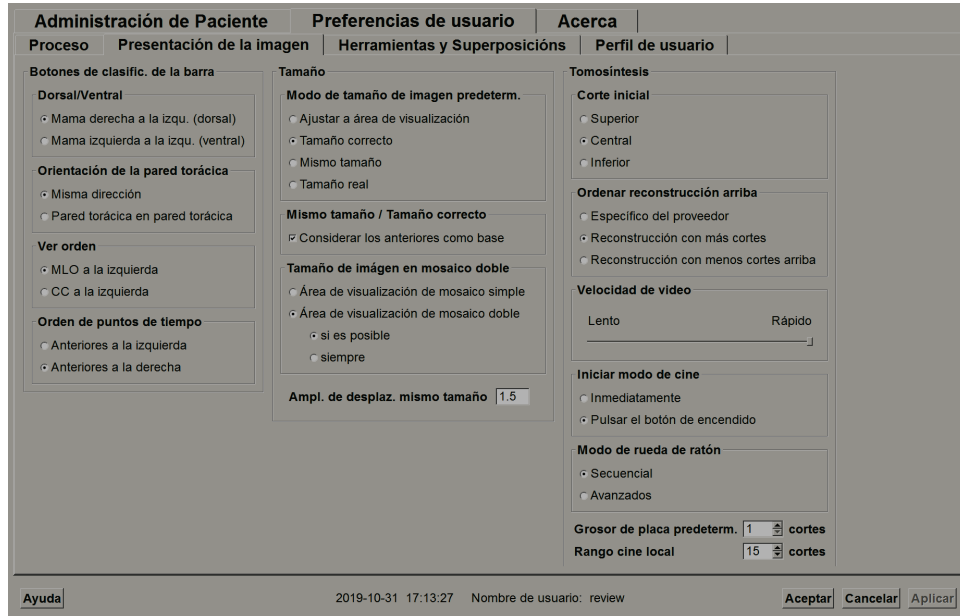 Administración de Paciente
Preferencias de usuario
Acerca
Proceso
Presentación de la imagen
Herramientas y Superposicións
Perfil de usuario
Botones de clasific. de la barra
Dorsal/Ventral
Mama derecha a la izqu. (dorsal)
Mama izquierda a la izqu. (ventral)
Orientación de la pared torácica
Misma dirección
Pared torácica en pared torácica
Ver orden
MLO a la izquierda
CC a la izquierda
Orden de puntos de tiempo
Anteriores a la izquierda
Anteriores a la derecha
Tamaño
Modo de tamaño de imagen predeterm.
Ajustar a área de visualización
Tamaño correcto
Mismo tamaño
Tamaño real
Mismo tamaño / Tamaño correcto
Considerar los anteriores como base
Tamaño de imágen en mosaico doble
Área de visualización de mosaico simple
Área de visualización de mosaico doble
si es posible
siempre
Ampl. de desplaz. mismo tamaño 1.5
Tomosíntesis
Corte inicial
Superior
Central
Inferior
Ordenar reconstrucción arriba
Específico del proveedor
Reconstrucción con más cortes
Reconstrucción con menos cortes arriba
Velocidad de video
Lento Rápido
Iniciar modo de cine
Inmediatamente
Pulsar el botón de encendido
Modo de rueda de ratón
Secuencial
Avanzados
Grosor de placa predeterm. 1 cortes
Rango cine local 15 cortes
Ayuda
2019-10-31 17:13:27 Nombre de usuario: review
Aceptar Cancelar Aplicar